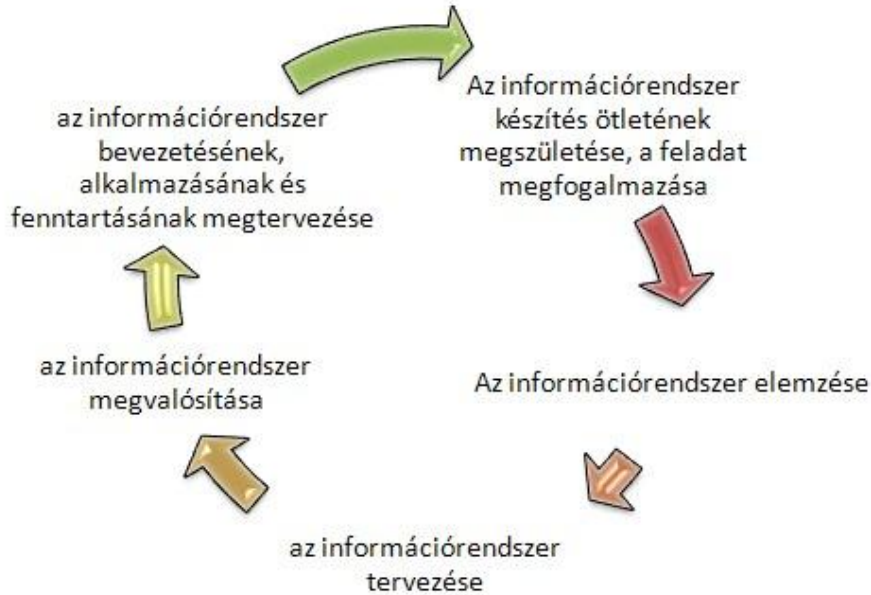 Az információrendszer
készítés ötletének
megszületése, a feladat
megfogalmazása
Az információrendszer elemzése
az információrendszer
tervezése
az információrendszer
megvalósítása
az információrendszer
bevezetésének,
alkalmazásának és
fenntartásának megtervezése